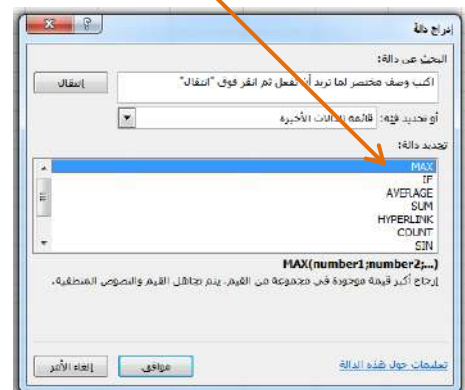 إدراج دالة
البحث عن دالة:
اكتب وصف مختصر لما تريد أن تفعل ثم انقر فوق "انتقال"
انتقال
أو تحديد فئة: قائمة الدالات الأخيرة
تحديد دالة:
MAX
IF
AVERAGE
SUM
HYPERLINK
COUNT
SIN
MAX(number1;number2;...)
إرجاع أكبر قيمة موجودة في مجموعة من القيم. يتم تجاهل القيم والنصوص المنطقية.
تعليمات حول هذه الدالة
موافق
إلغاء الأمر